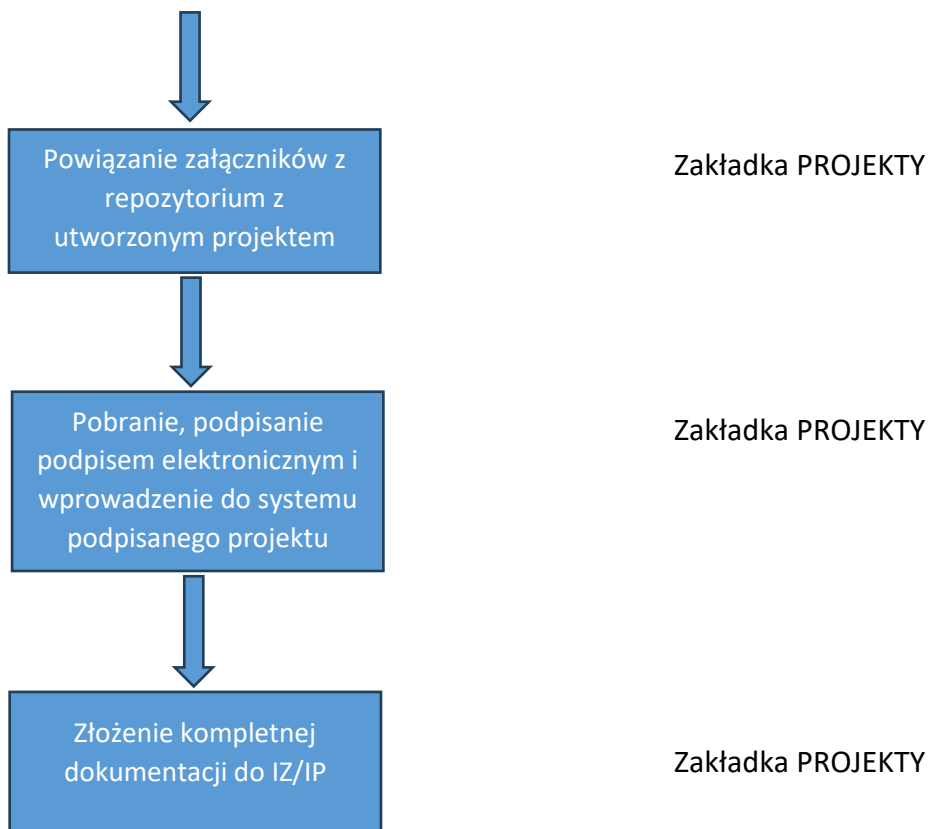 Powiązanie załączników z
repozytorium z
utworzonym projektem
Zakładka PROJEKTY
Pobranie, podpisanie
podpisem elektronicznym i
wprowadzenie do systemu
podpisanego projektu
Zakładka PROJEKTY
Złożenie kompletnej
dokumentacji do IZ/IP
Zakładka PROJEKTY